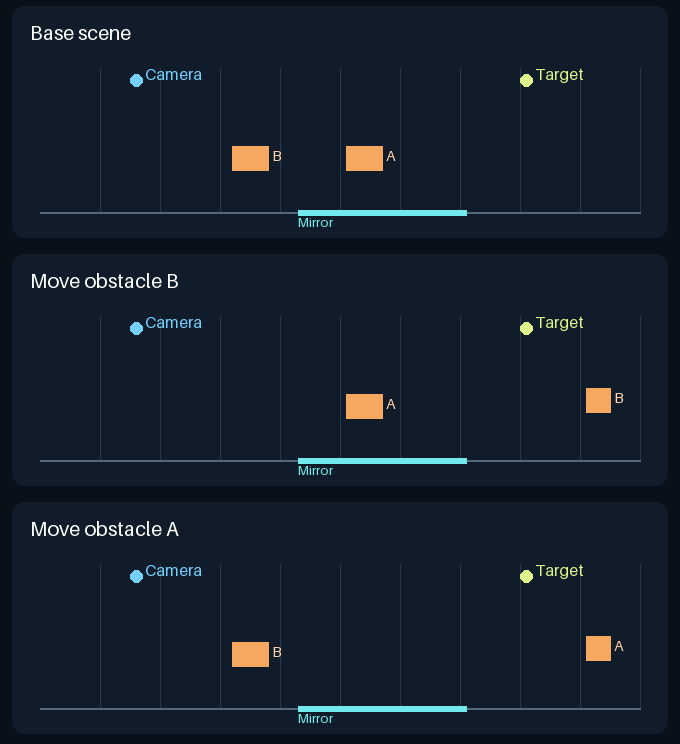 Base scene
Camera
Target
B
A
Mirror
Move obstacle B
Camera
Target
B
A
Mirror
Move obstacle A
Camera
Target
A
B
Mirror